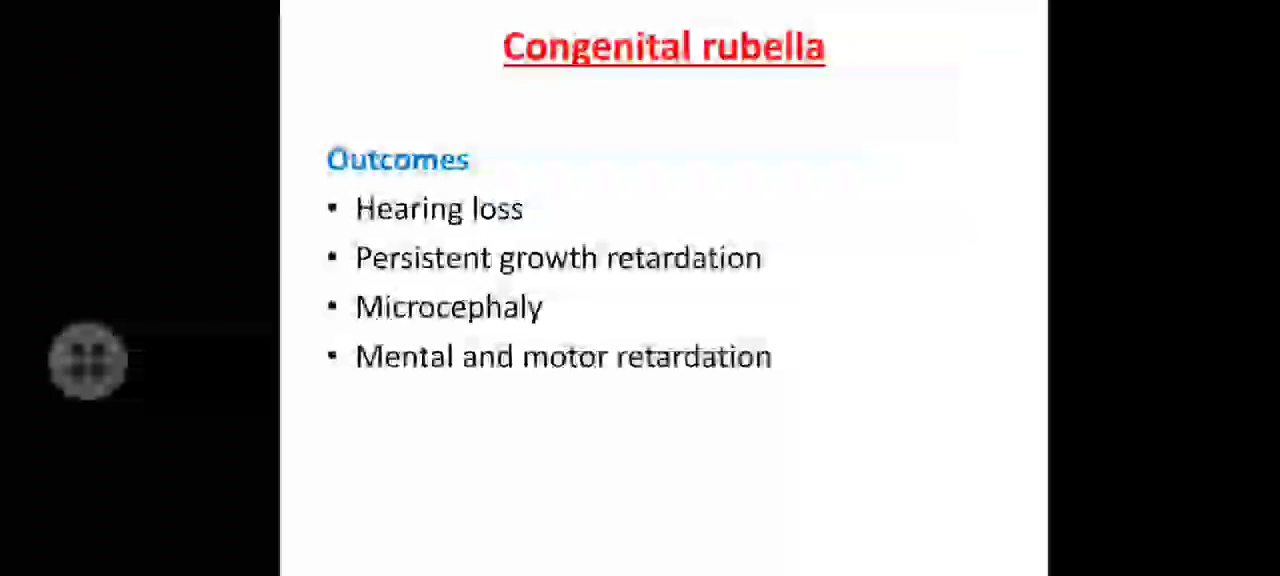 Congenital rubella
Outcomes
• Hearing loss
• Persistent growth retardation
• Microcephaly
• Mental and motor retardation